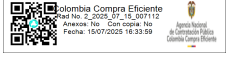 Colombia Compra Eficiente
Rad No. 2_2025_07_15_007112
Anexos: No Con copia: No
Fecha: 15/07/2025 16:33:59
Agencia Nacional
de Contratación Pública
Colombia Compra Eficiente